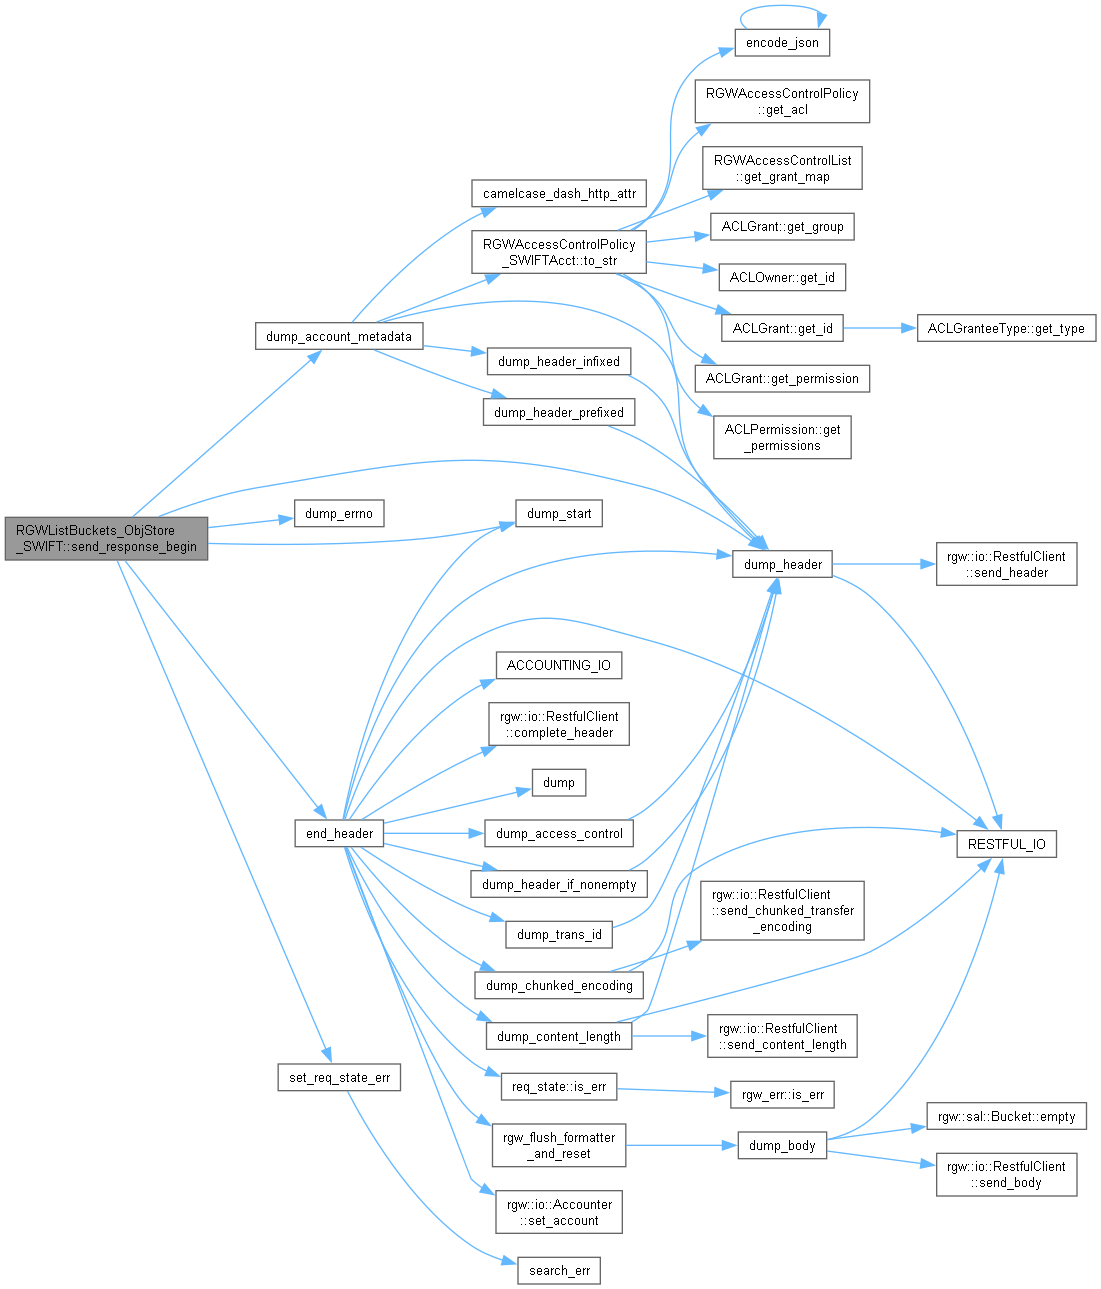 encode_json
RGWAccessControlPolicy
::get_acl
RGWAccessControlList
::get_grant_map
camelcase_dash_http_attr
ACLGrant::get_group
RGWAccessControlPolicy
_SWIFTAcct::to_str
ACLOwner::get_id
ACLGrant::get_id
ACLGranteeType::get_type
dump_account_metadata
dump_header_infixed
ACLGrant::get_permission
dump_header_prefixed
ACLPermission::get
_permissions
RGWListBuckets_ObjStore
_SWIFT::send_response_begin
dump_errno
dump_start
dump_header
rgw::io::RestfulClient
::send_header
ACCOUNTING_IO
rgw::io::RestfulClient
::complete_header
dump
end_header
dump_access_control
RESTFUL_IO
dump_header_if_nonempty
rgw::io::RestfulClient
::send_chunked_transfer
_encoding
dump_trans_id
dump_chunked_encoding
dump_content_length
rgw::io::RestfulClient
::send_content_length
set_req_state_err
req_state::is_err
rgw_err::is_err
rgw_flush_formatter
_and_reset
dump_body
rgw::sal::Bucket::empty
rgw::io::RestfulClient
::send_body
rgw::io::Accounter
::set_account
search_err